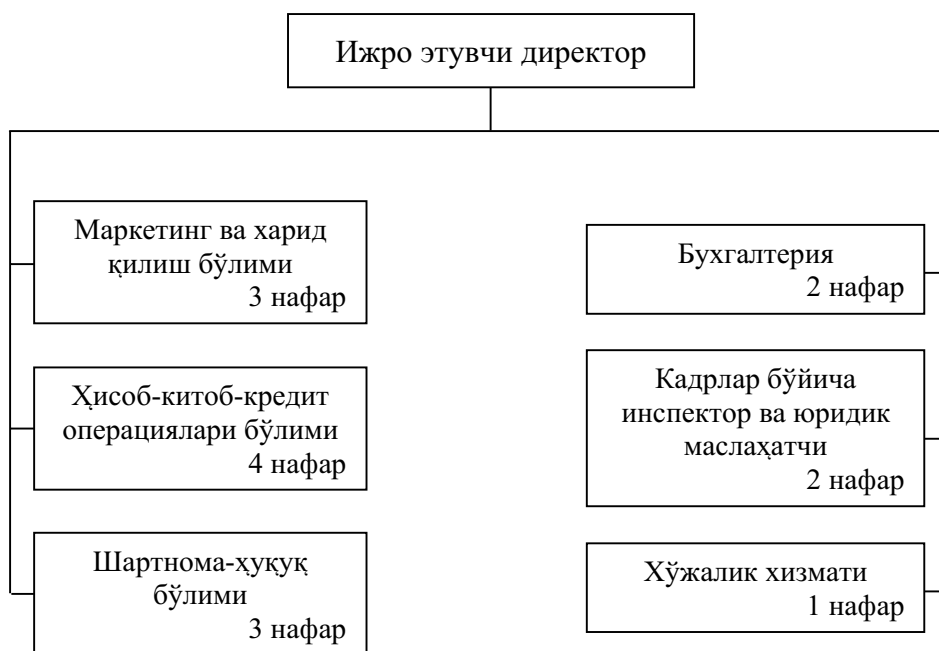 Ижро этувчи директор
Маркетинг ва харид
қилиш бўлими
3 нафар
Ҳисоб-китоб-кредит
операциялари бўлими
4 нафар
Шартнома-ҳуқуқ
бўлими
3 нафар
Бухгалтерия
2 нафар
Кадрлар бўйича
инспектор ва юридик
маслаҳатчи
2 нафар
Хўжалик хизмати
1 нафар